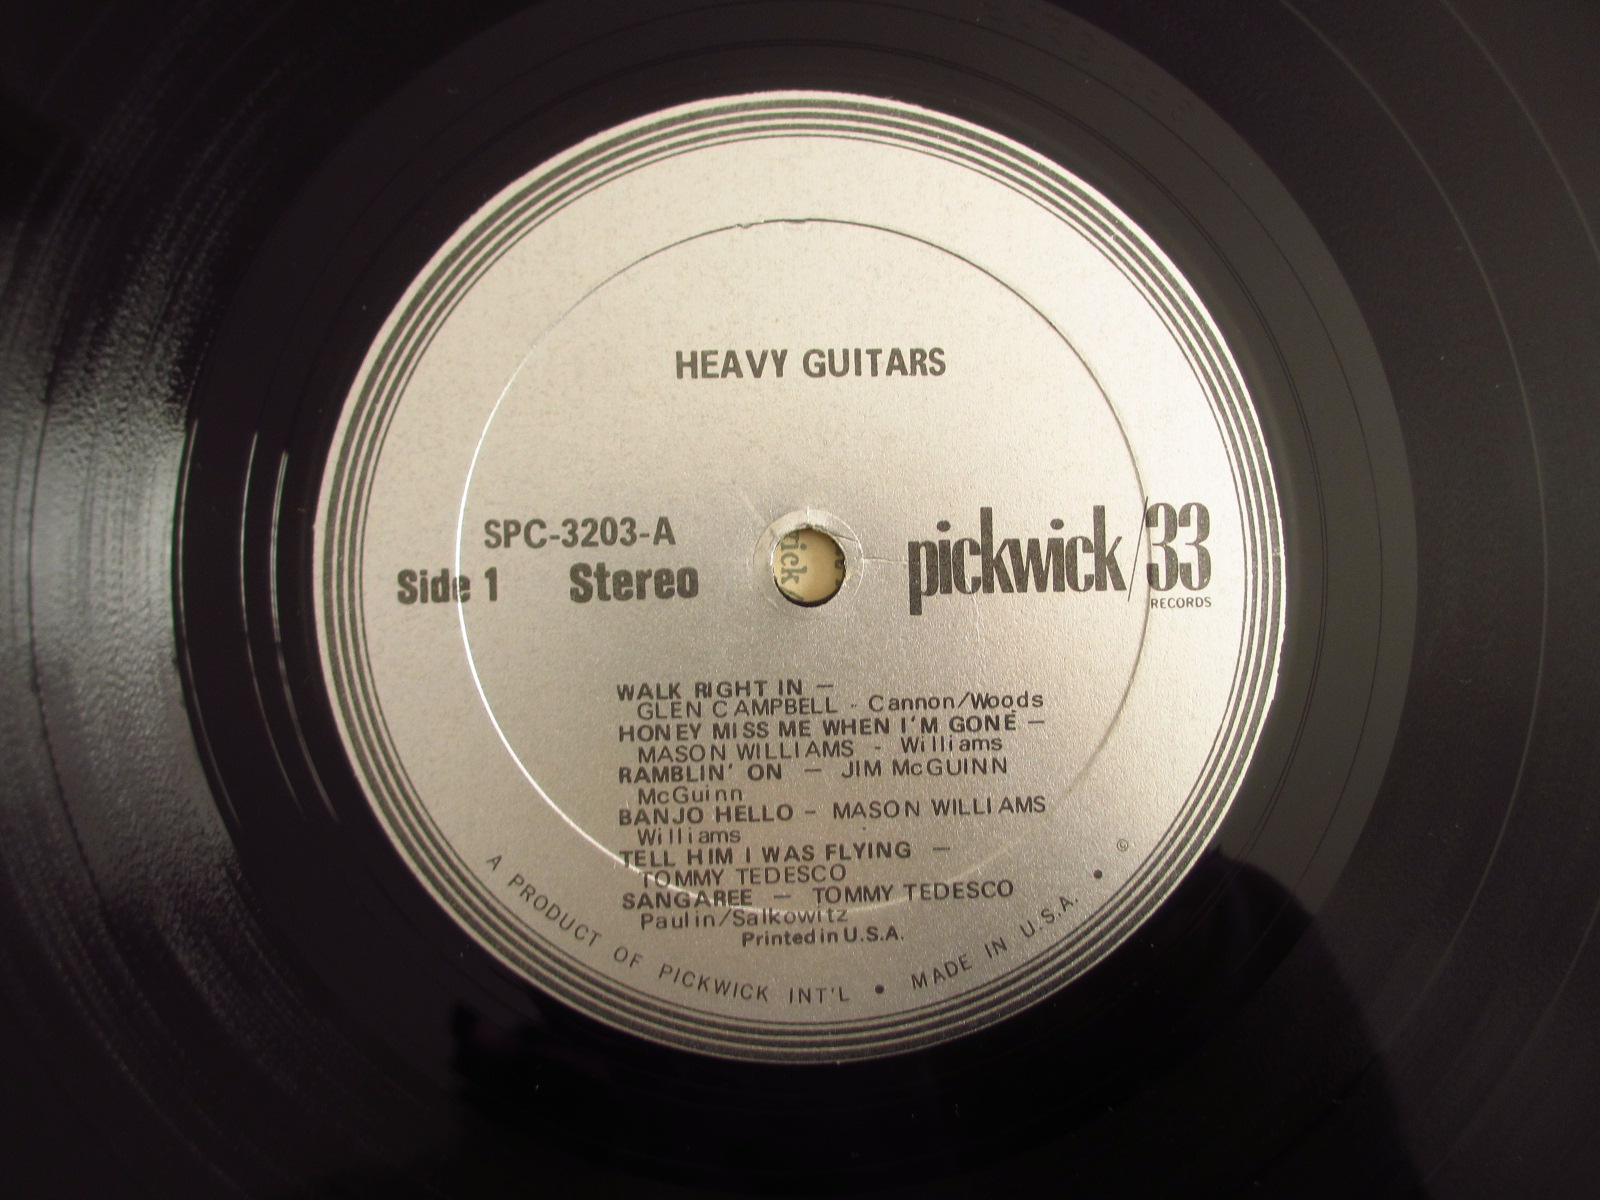 HEAVY GUITARS
SPC-3203-A
Side 1 Stereo
pickwick/33
RECORDS
WALK RIGHT IN —
GLEN CAMPBELL - Cannon/Woods
HONEY MISS ME WHEN I'M GONE —
MASON WILLIAMS - Williams
RAMBLIN' ON — JIM McGUINN
McGuinn
BANJO HELLO — MASON WILLIAMS
Williams
TELL HIM I WAS FLYING —
TOMMY TEDESCO
SANGAREE — TOMMY TEDESCO
Paulin/Salkowitz
Printed in U.S.A.
A PRODUCT OF PICKWICK INT'L • MADE IN U.S.A. • ©